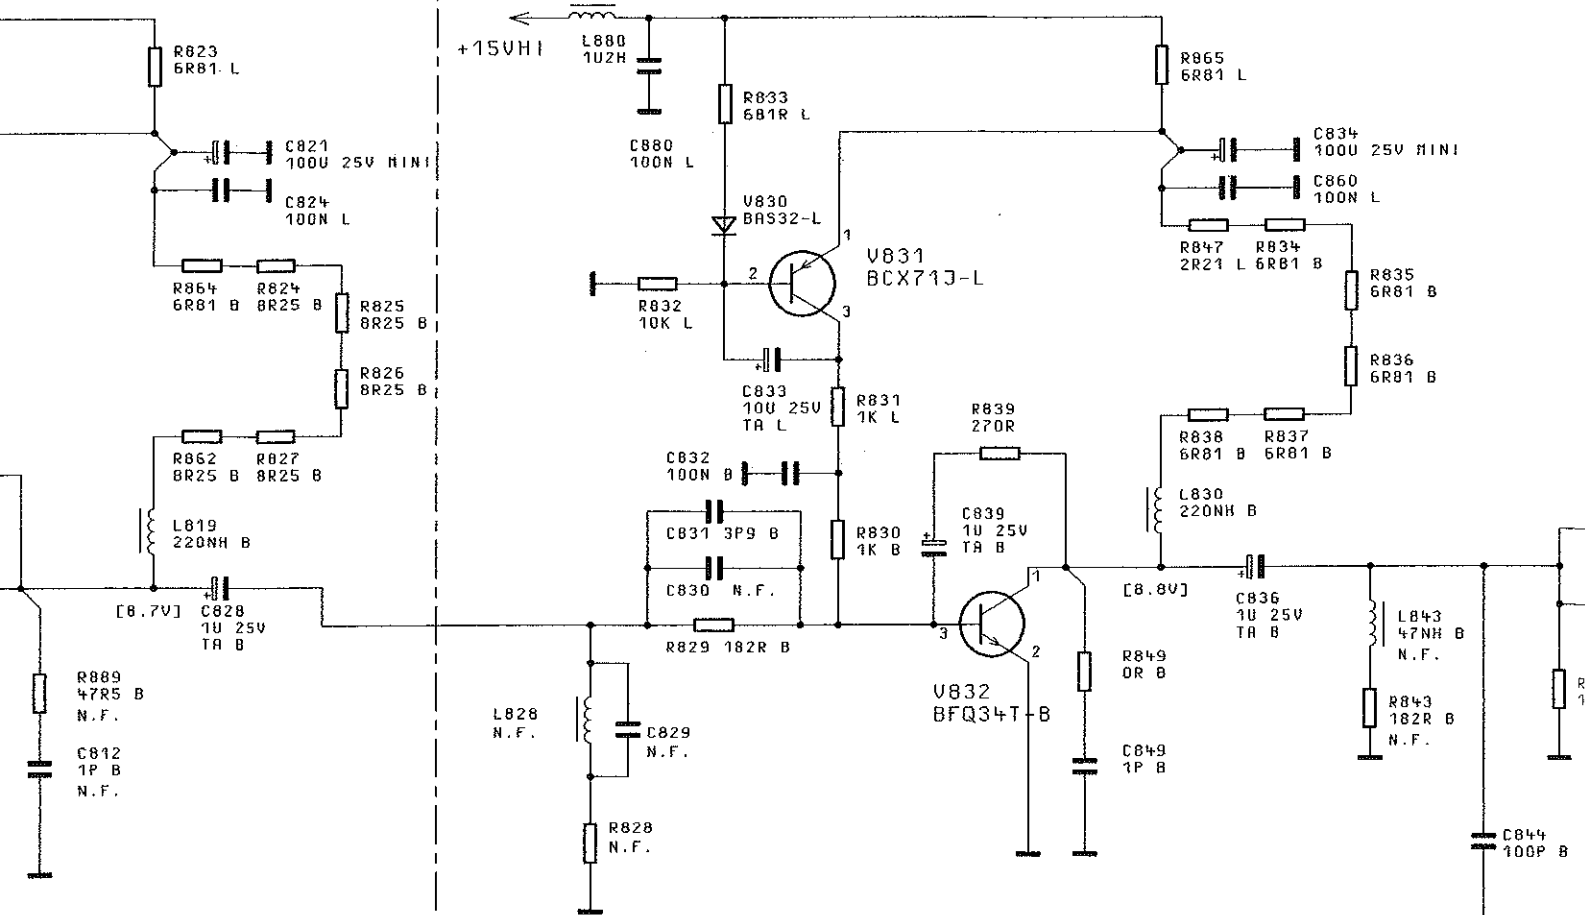 R823
6R81 L
+15VHI
L880
1U2H
R833
681R L
R865
6R81 L
C821
100U 25V MINI
C880
100N L
C834
100U 25V MINI
C824
100N L
V830
BAS32-L
C860
100N L
1
V831
BCX71J-L
2
3
R847
2R21 L
R834
6R81 B
R835
6R81 B
R864
6R81 B
R824
8R25 B
R825
8R25 B
R832
10K L
R826
8R25 B
R836
6R81 B
C833
10U 25V
TA L
R831
1K L
R839
270R
R862
8R25 B
R827
8R25 B
C832
100N B
R838
6R81 B
R837
6R81 B
L819
220NH B
C831 3P9 B
R830
1K B
C839
1U 25V
TA B
L830
220NH B
C830 N.F.
1
[8.7V]
C828
1U 25V
TA B
[8.8V]
C836
1U 25V
TA B
R829 182R B
3
2
L843
47NH B
N.F.
R889
47R5 B
N.F.
V832
BFQ34T-B
R849
0R B
R843
182R B
N.F.
R
1
L828
N.F.
C829
N.F.
C812
1P B
N.F.
C849
1P B
R828
N.F.
C844
100P B